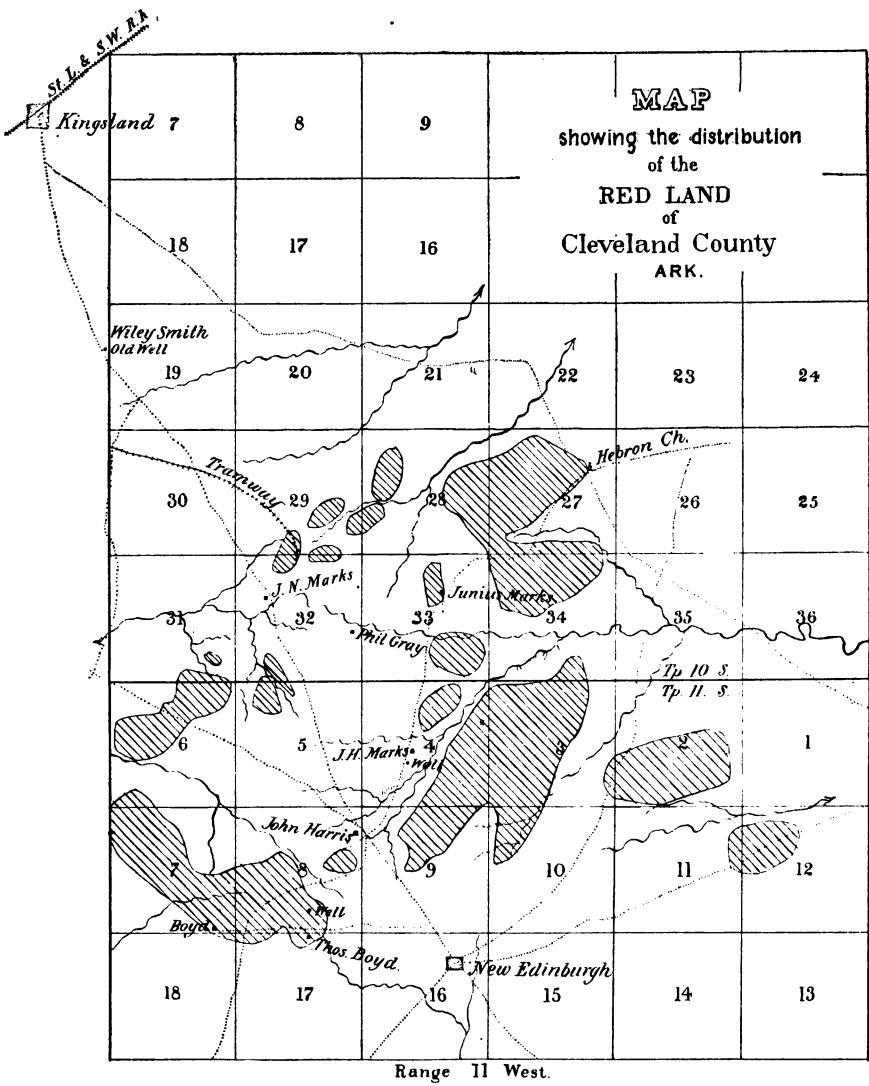 St. L. & S.W. R.R.
MAP
showing the distribution
of the
RED LAND
of
Cleveland County
ARK.
Kingsland
7
8
9
18
17
16
Wiley Smith
Old Well
19
20
21
22
23
24
Hebron Ch.
Tramway
30
29
28
27
26
25
J. N. Marks
Junius Marks
31
32
33
34
35
36
Phil Gray
Tp 10 S.
Tp 11. S.
6
5
4
3
2
1
J.H. Marks
Well
John Harris
7
8
9
10
11
12
Well
Boyd
Thos. Boyd.
New Edinburgh
18
17
16
15
14
13
Range 11 West.